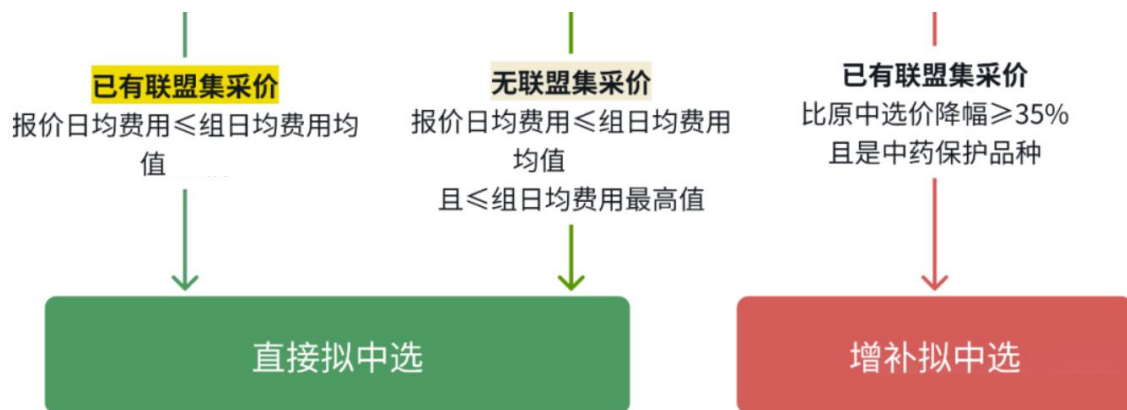 已有联盟集采价
报价日均费用≤组日均费用均
值
无联盟集采价
报价日均费用≤组日均费用
均值
且≤组日均费用最高值
已有联盟集采价
比原中选价降幅≥35%
且是中药保护品种
直接拟中选
增补拟中选